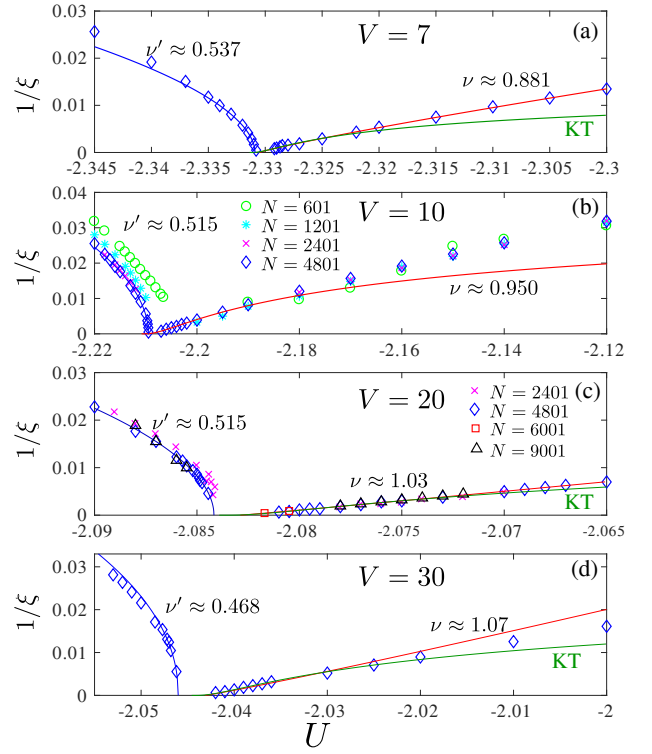 (a)
V = 7
ν′ ≈ 0.537
ν ≈ 0.881
KT
1/ξ
0.03
0.02
0.01
0
-2.345 -2.34 -2.335 -2.33 -2.325 -2.32 -2.315 -2.31 -2.305 -2.3
(b)
V = 10
ν′ ≈ 0.515
N = 601
N = 1201
N = 2401
N = 4801
ν ≈ 0.950
1/ξ
0.04
0.03
0.02
0.01
0
-2.22 -2.2 -2.18 -2.16 -2.14 -2.12
(c)
V = 20
ν′ ≈ 0.515
N = 2401
N = 4801
N = 6001
N = 9001
ν ≈ 1.03
KT
1/ξ
0.03
0.02
0.01
0
-2.09 -2.085 -2.08 -2.075 -2.07 -2.065
(d)
V = 30
ν′ ≈ 0.468
ν ≈ 1.07
KT
1/ξ
0.03
0.02
0.01
0
-2.05 -2.04 -2.03 -2.02 -2.01 -2
U